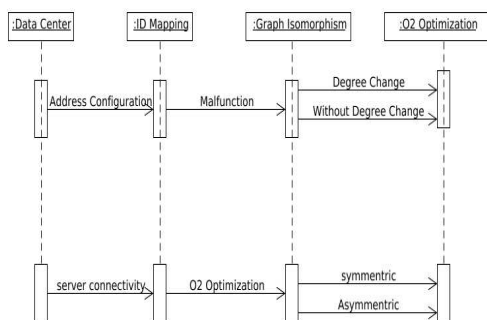 :Data Center
:ID Mapping
:Graph Isomorphism
:O2 Optimization
Degree Change
Address Configuration
Malfunction
Without Degree Change
symmentric
server connectivity
O2 Optimization
Asymmentric